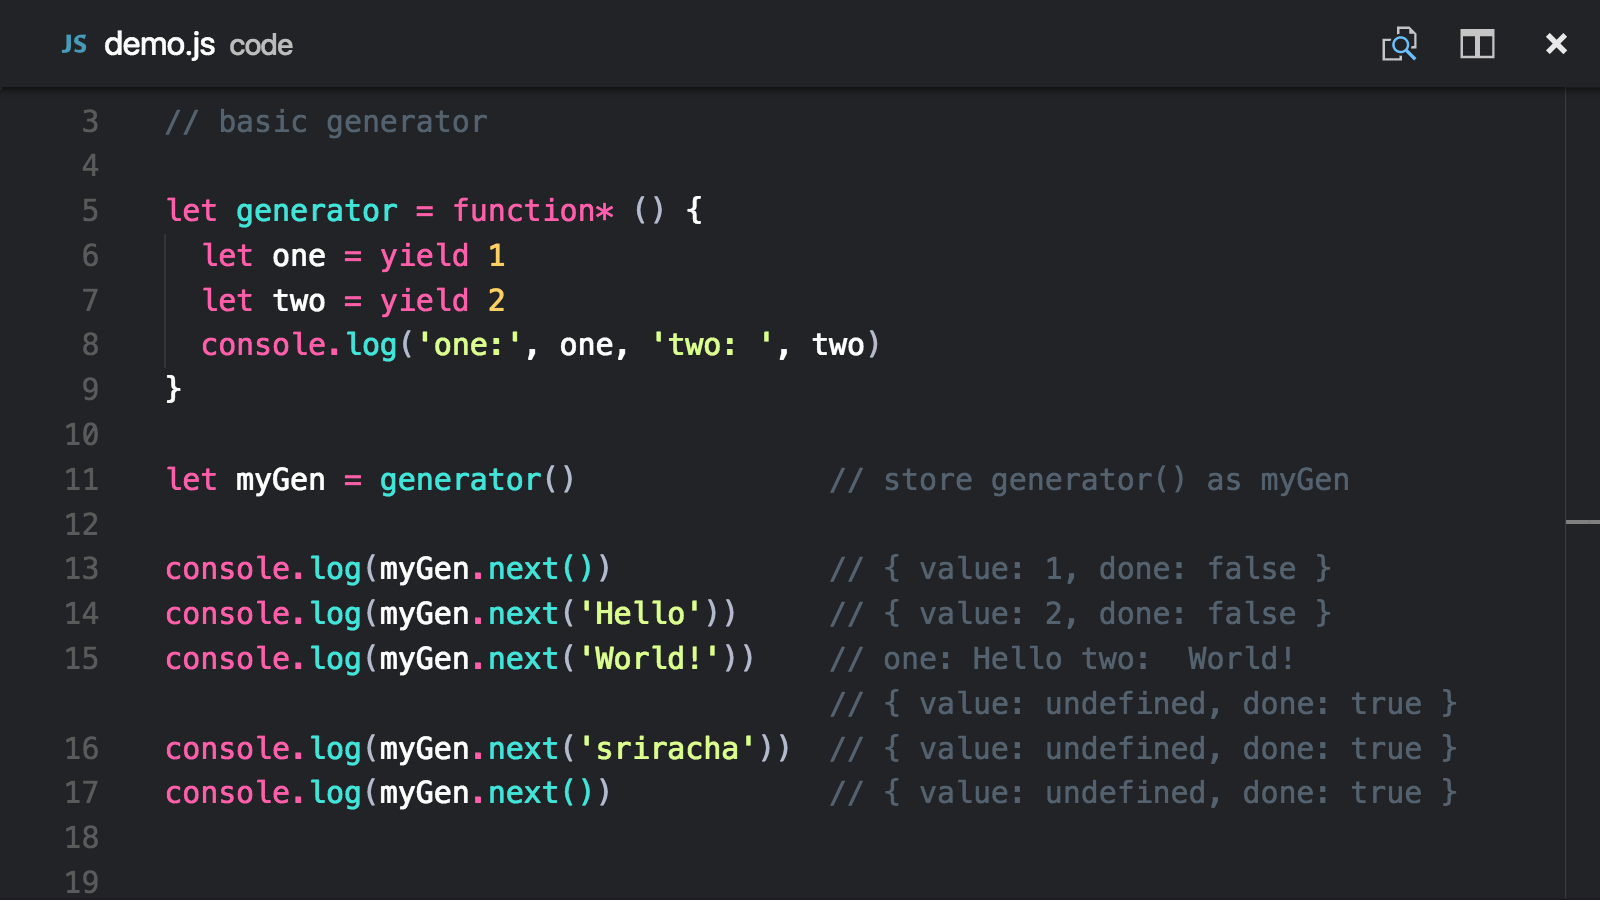 JS demo.js code
3 // basic generator
4
5 let generator = function* () {
6 let one = yield 1
7 let two = yield 2
8 console.log('one:', one, 'two: ', two)
9 }
10
11 let myGen = generator() // store generator() as myGen
12
13 console.log(myGen.next()) // { value: 1, done: false }
14 console.log(myGen.next('Hello')) // { value: 2, done: false }
15 console.log(myGen.next('World!')) // one: Hello two:  World!
// { value: undefined, done: true }
16 console.log(myGen.next('sriracha')) // { value: undefined, done: true }
17 console.log(myGen.next()) // { value: undefined, done: true }
18
19